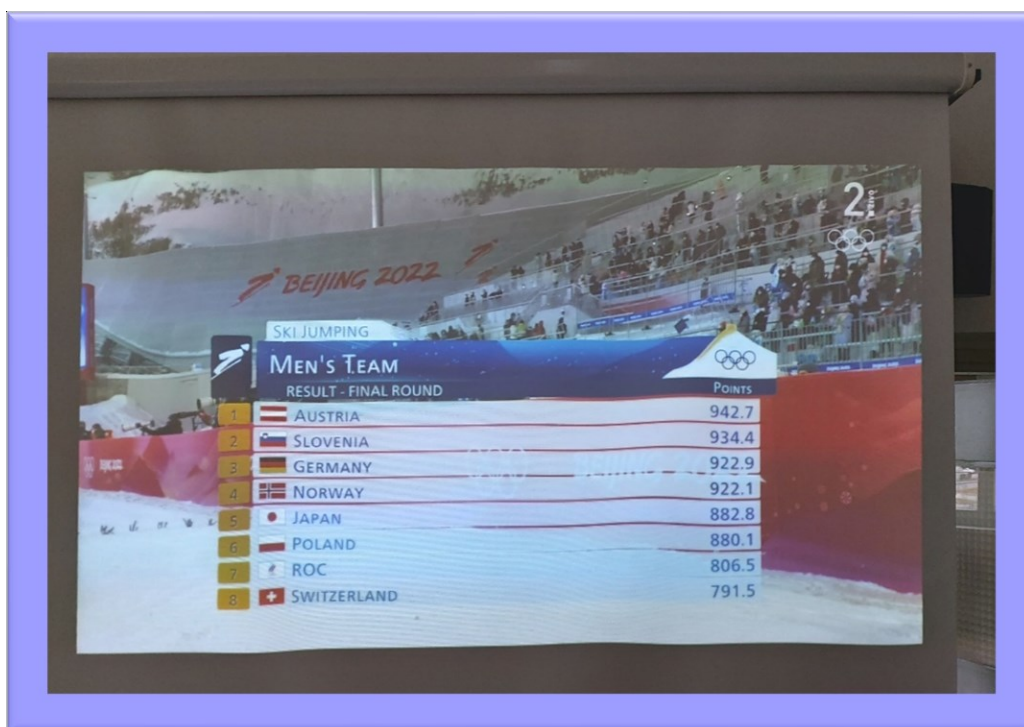 2
BEIJING 2022
SKI JUMPING
MEN'S TEAM
RESULT - FINAL ROUND POINTS
1 AUSTRIA 942.7
2 SLOVENIA 934.4
3 GERMANY 922.9
4 NORWAY 922.1
5 JAPAN 882.8
6 POLAND 880.1
7 ROC 806.5
8 SWITZERLAND 791.5